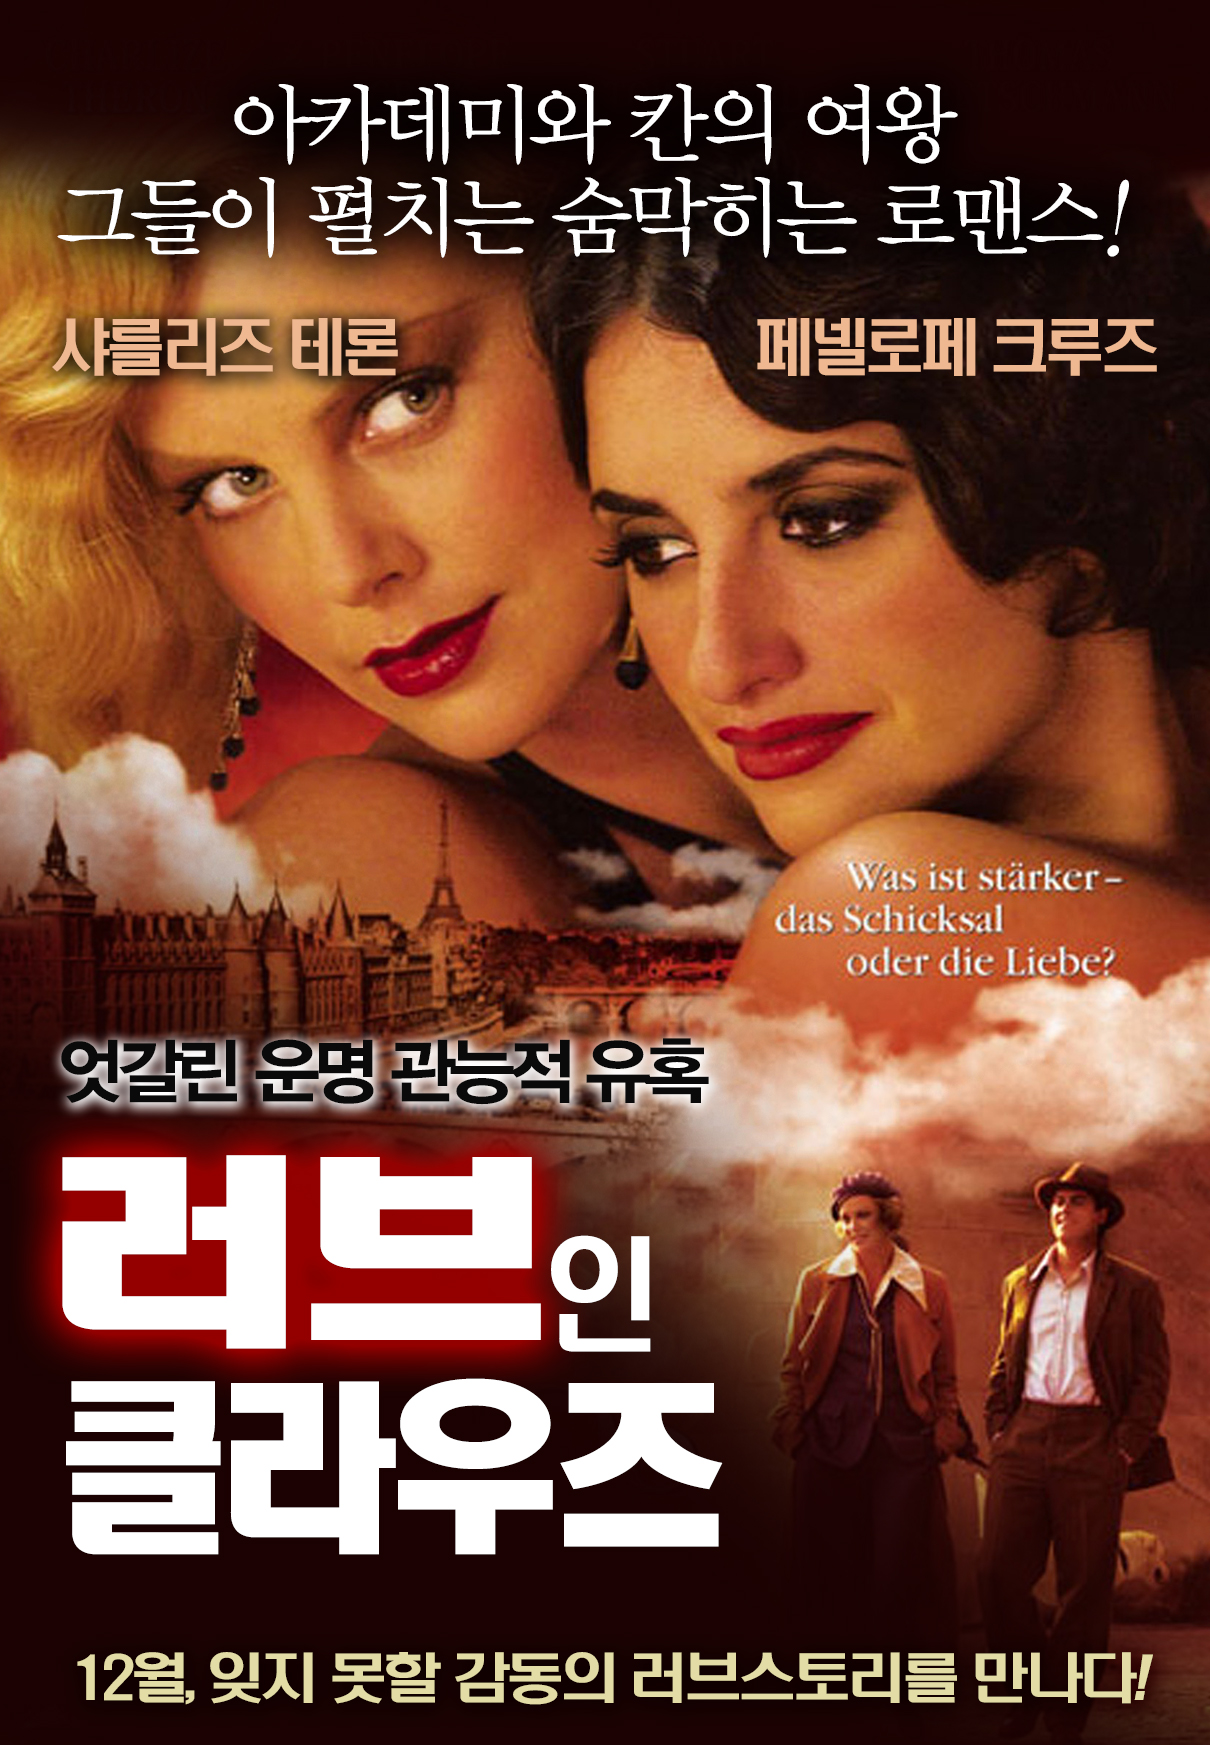 아카데미와 칸의 여왕
그들이 펼치는 숨막히는 로맨스!
샤를리즈 테론
페넬로페 크루즈
Was ist stärker –
das Schicksal
oder die Liebe?
엇갈린 운명 관능적 유혹
러브인
클라우즈
12월, 잊지 못할 감동의 러브스토리를 만나다!